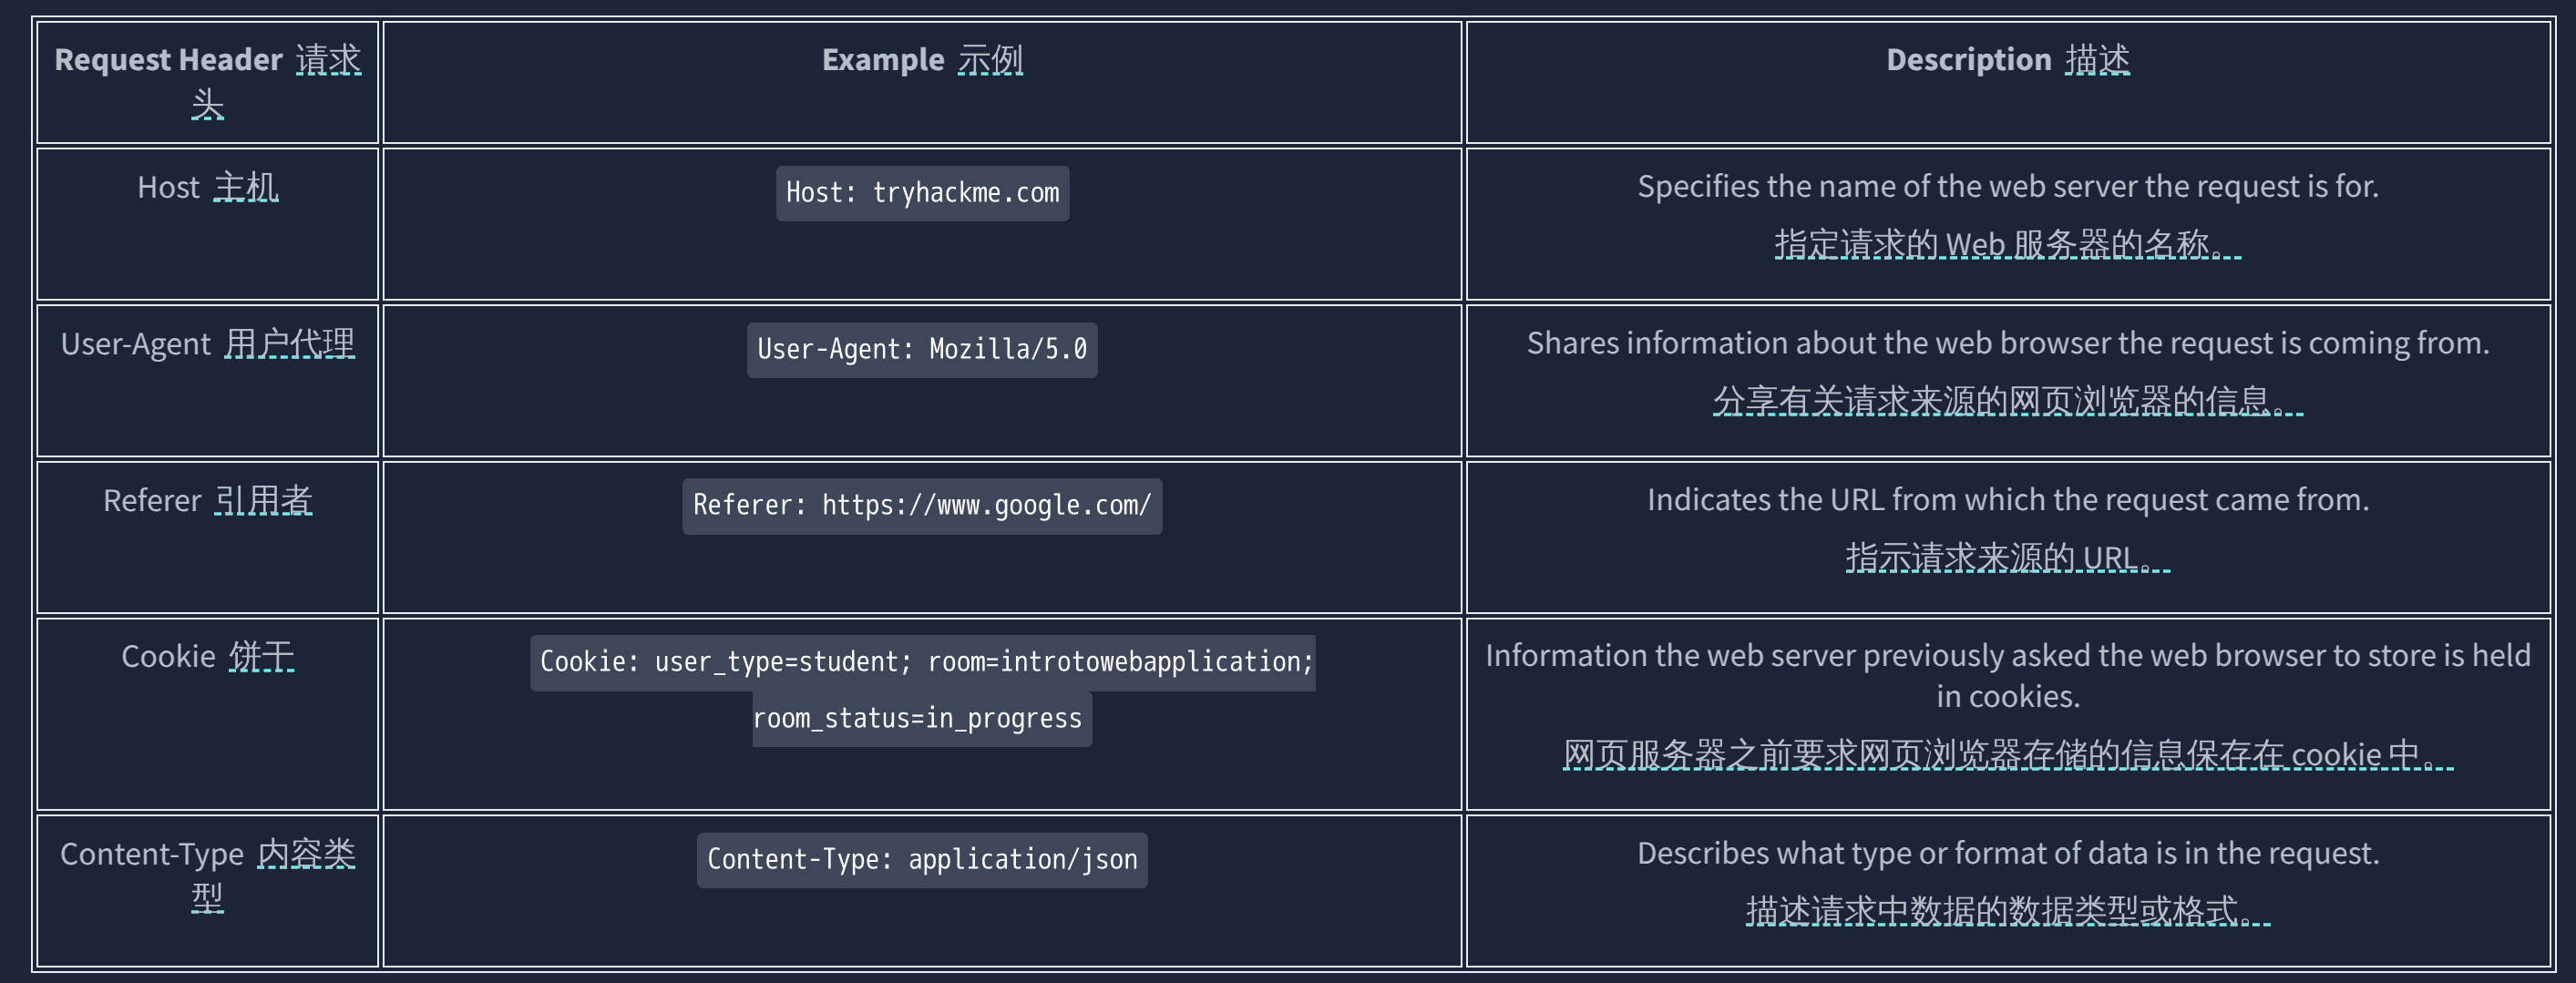 Request Header 请求
头
Example 示例
Description 描述
Host 主机
Host: tryhackme.com
Specifies the name of the web server the request is for.
指定请求的 Web 服务器的名称。
User-Agent 用户代理
User-Agent: Mozilla/5.0
Shares information about the web browser the request is coming from.
分享有关请求来源的网页浏览器的信息。
Referer 引用者
Referer: https://www.google.com/
Indicates the URL from which the request came from.
指示请求来源的 URL。
Cookie 饼干
Cookie: user_type=student; room=introtowebapplication;
room_status=in_progress
Information the web server previously asked the web browser to store is held
in cookies.
网页服务器之前要求网页浏览器存储的信息保存在 cookie 中。
Content-Type 内容类
型
Content-Type: application/json
Describes what type or format of data is in the request.
描述请求中数据的数据类型或格式。